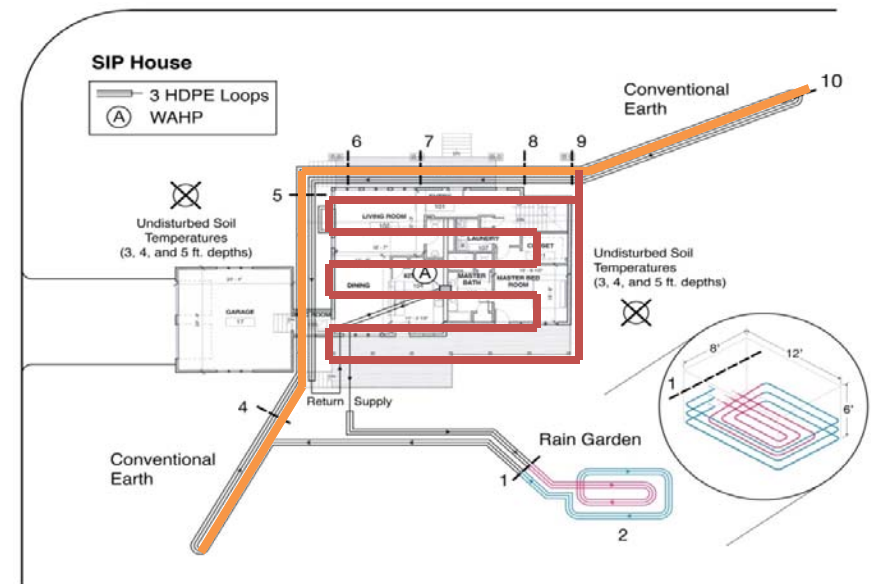 SIP House
3 HDPE Loops
A WAHP
Conventional
Earth
10
6
7
8
9
5
Undisturbed Soil
Temperatures
(3, 4, and 5 ft. depths)
LIVING ROOM
LAUNDRY
CLOSET
Undisturbed Soil
Temperatures
(3, 4, and 5 ft. depths)
A
DINING
MASTER
BATH
MASTER BED
ROOM
GARAGE
17
8'
12'
1
6'
4
Return
Supply
Rain Garden
Conventional
Earth
1
2